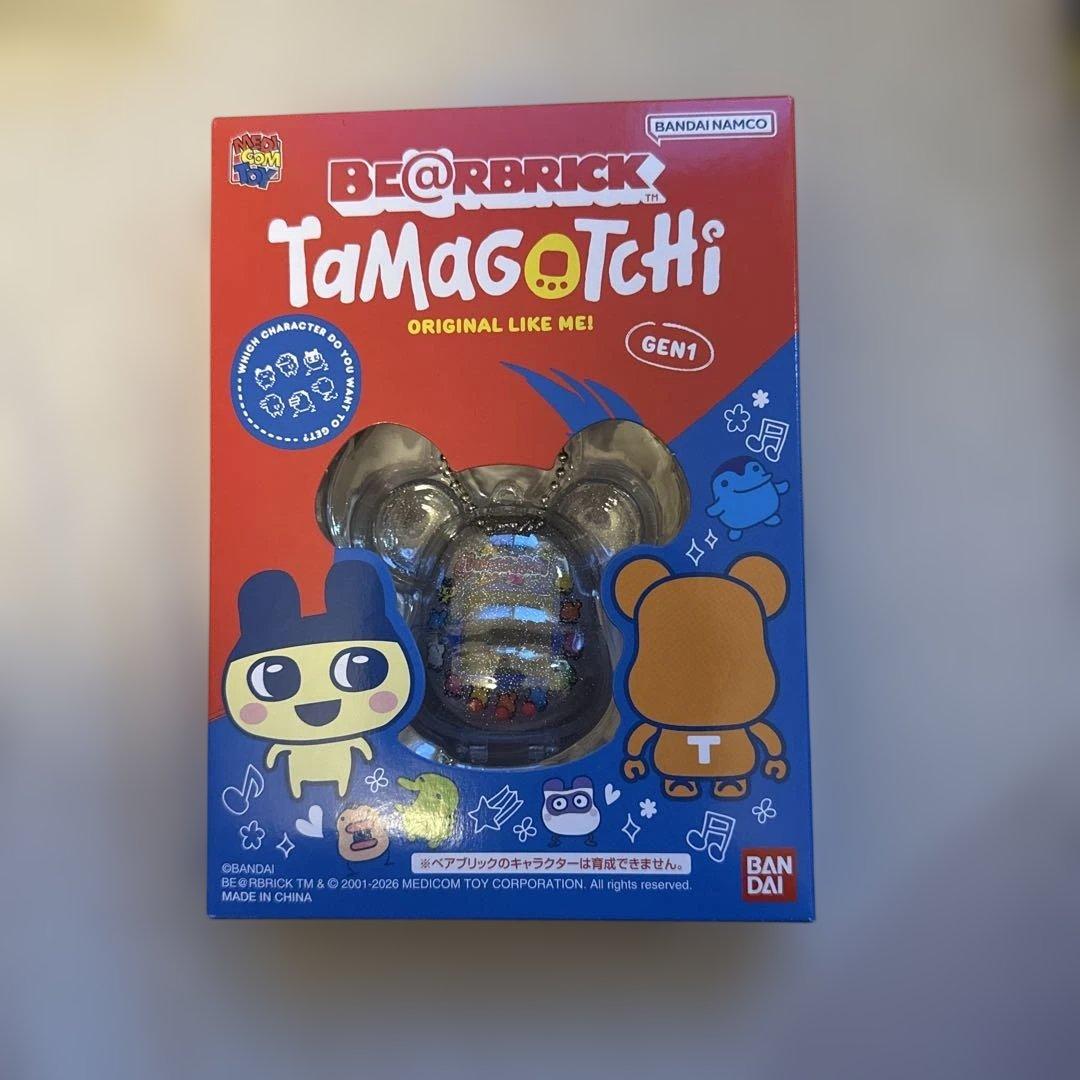 BANDAI NAMCO
MEDI
COM
TOY
BE@RBRICK TM
TaMaGOTCHi
ORIGINAL LIKE ME!
GEN1
WHICH CHARACTER DO YOU WANT TO GET?
T
※ベアブリックのキャラクターは育成できません。
©BANDAI
BE@RBRICK TM & © 2001-2026 MEDICOM TOY CORPORATION. All rights reserved.
MADE IN CHINA
BAN
DAI